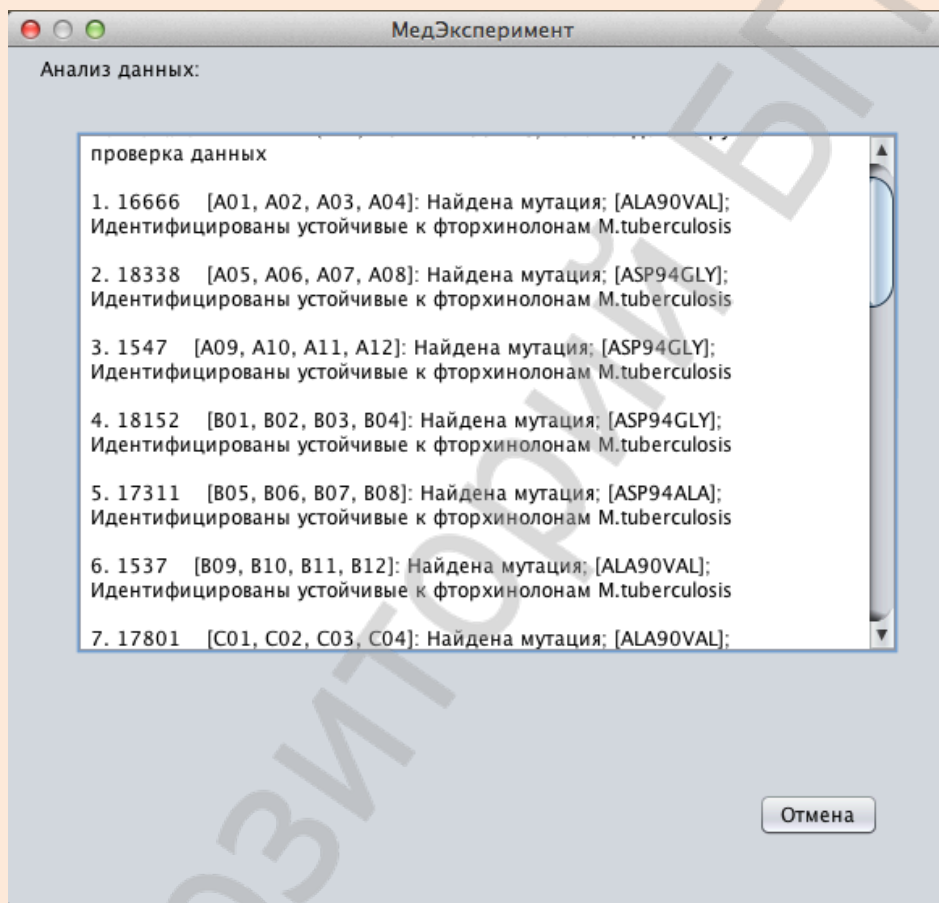 МедЭксперимент
Анализ данных:
проверка данных
1. 16666 [A01, A02, A03, A04]: Найдена мутация; [ALA90VAL];
Идентифицированы устойчивые к фторхинолонам M.tuberculosis
2. 18338 [A05, A06, A07, A08]: Найдена мутация; [ASP94GLY];
Идентифицированы устойчивые к фторхинолонам M.tuberculosis
3. 1547 [A09, A10, A11, A12]: Найдена мутация; [ASP94GLY];
Идентифицированы устойчивые к фторхинолонам M.tuberculosis
4. 18152 [B01, B02, B03, B04]: Найдена мутация; [ASP94GLY];
Идентифицированы устойчивые к фторхинолонам M.tuberculosis
5. 17311 [B05, B06, B07, B08]: Найдена мутация; [ASP94ALA];
Идентифицированы устойчивые к фторхинолонам M.tuberculosis
6. 1537 [B09, B10, B11, B12]: Найдена мутация; [ALA90VAL];
Идентифицированы устойчивые к фторхинолонам M.tuberculosis
7. 17801 [C01, C02, C03, C04]: Найдена мутация; [ALA90VAL];
Отмена